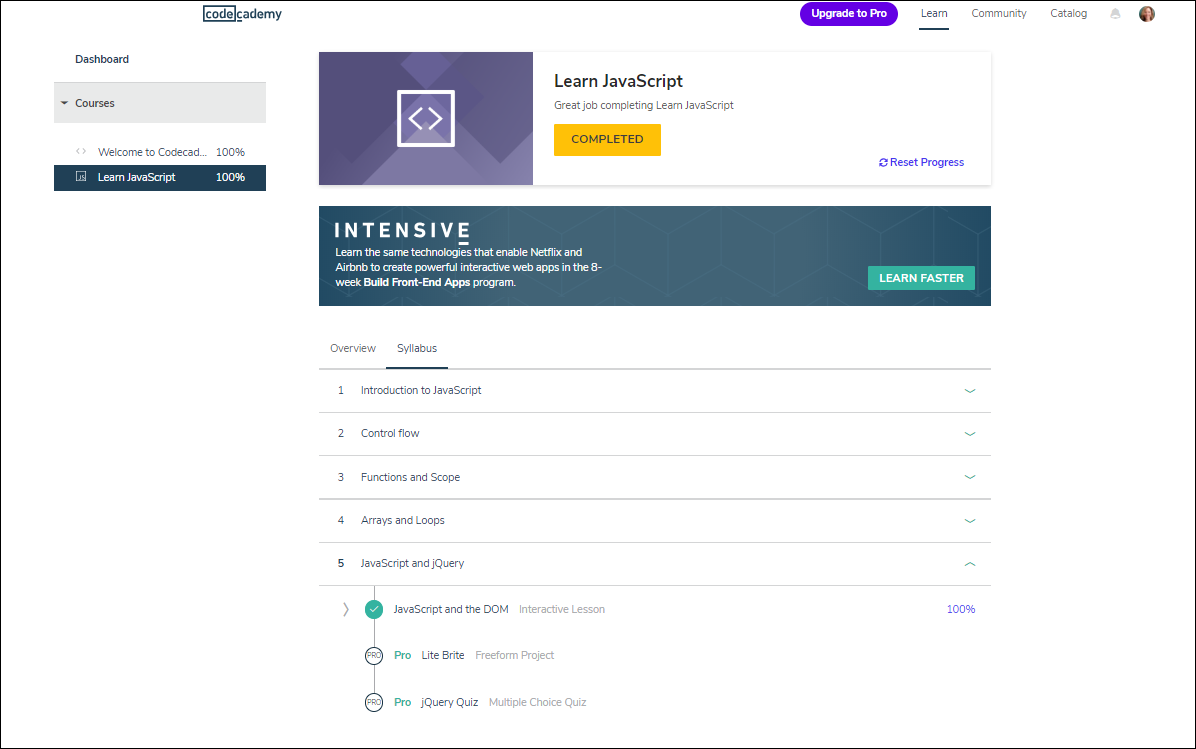 codecademy
Upgrade to Pro
Learn
Community
Catalog
Dashboard
Courses
Welcome to Codecad... 100%
JS Learn JavaScript 100%
Learn JavaScript
Great job completing Learn JavaScript
COMPLETED
Reset Progress
INTENSIVE
Learn the same technologies that enable Netflix and
Airbnb to create powerful interactive web apps in the 8-
week Build Front-End Apps program.
LEARN FASTER
Overview Syllabus
1 Introduction to JavaScript
2 Control flow
3 Functions and Scope
4 Arrays and Loops
5 JavaScript and jQuery
JavaScript and the DOM Interactive Lesson 100%
PRO Pro Lite Brite Freeform Project
PRO Pro jQuery Quiz Multiple Choice Quiz